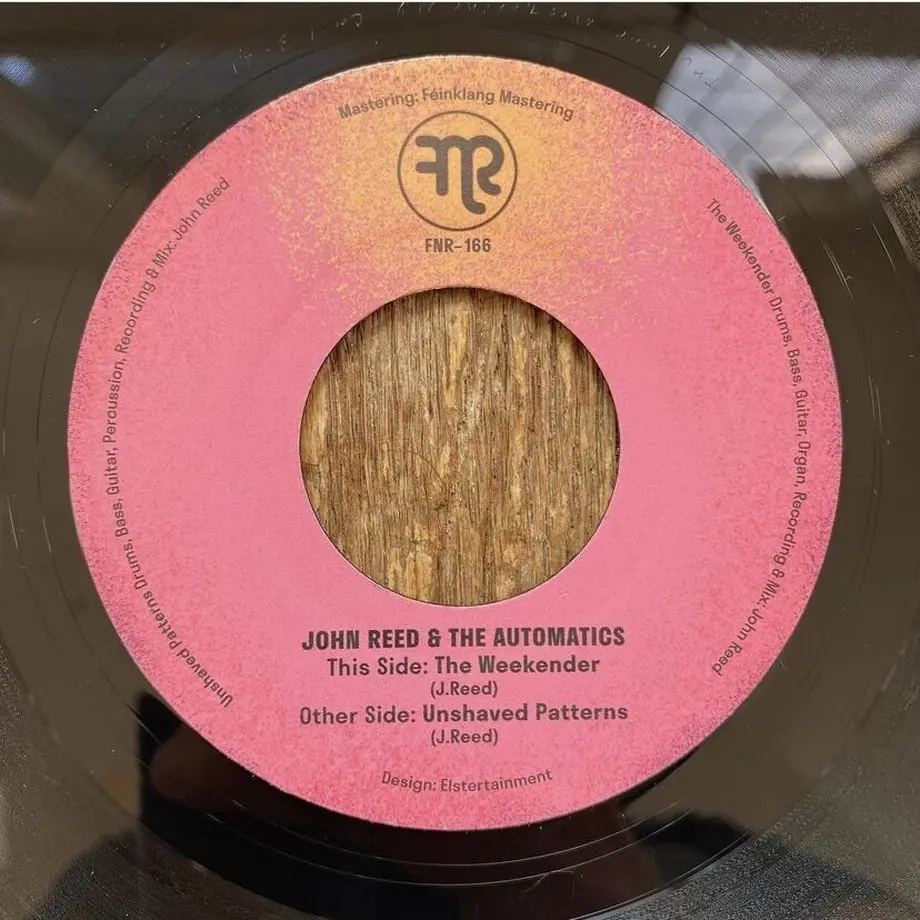 Mastering: Feinklang Mastering
FNR
FNR-166
Unshaved Patterns Drums, Bass, Guitar, Percussion, Recording & Mix: John Reed
The Weekender Drums, Bass, Guitar, Organ, Recording & Mix: John Reed
JOHN REED & THE AUTOMATICS
This Side: The Weekender
(J.Reed)
Other Side: Unshaved Patterns
(J.Reed)
Design: Elstertainment